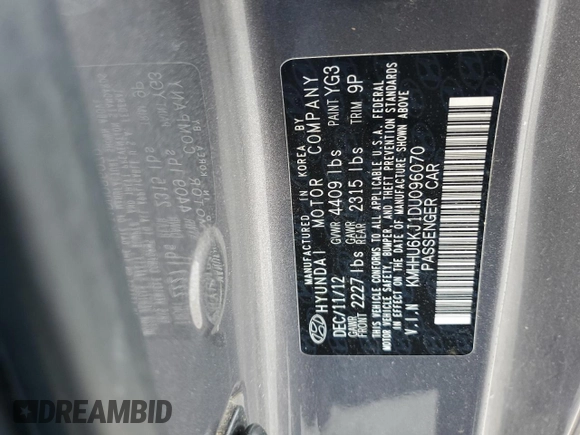 MANUFACTURED IN KOREA BY
HYUNDAI MOTOR COMPANY
DEC/11/12 GVWR 4409 lbs PAINT YG3
GAWR FRONT 2227 lbs GAWR REAR 2315 lbs TRIM 9P
THIS VEHICLE CONFORMS TO ALL APPLICABLE U.S.A. FEDERAL
MOTOR VEHICLE SAFETY, BUMPER, AND THEFT PREVENTION STANDARDS
IN EFFECT ON THE DATE OF MANUFACTURE SHOWN ABOVE
V.I.N KMHHU6KJ1DU096070
PASSENGER CAR
DREAMBID